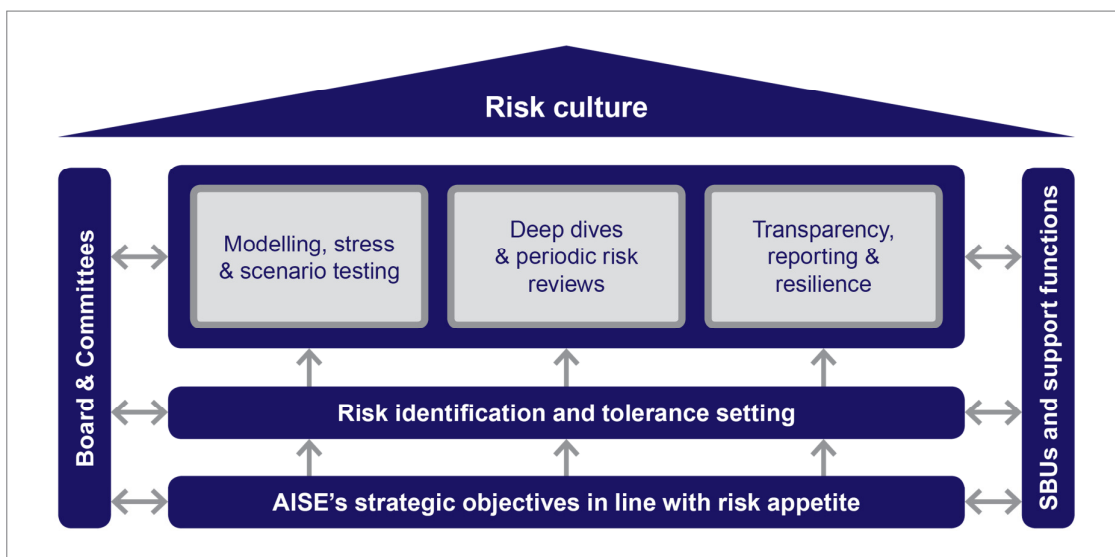 Risk culture
Board & Committees
Modelling, stress
& scenario testing
Deep dives
& periodic risk
reviews
Transparency,
reporting &
resilience
SBUs and support functions
Risk identification and tolerance setting
AISE's strategic objectives in line with risk appetite